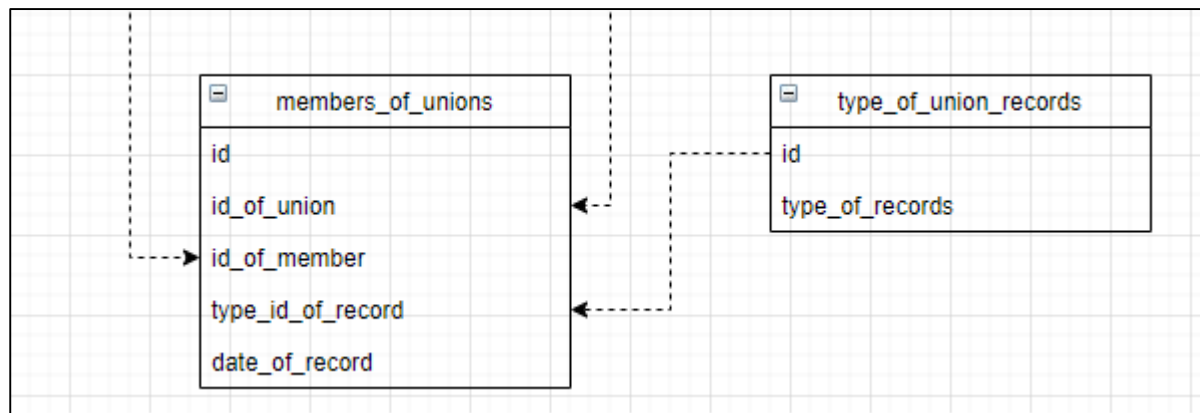 members_of_unions
id
id_of_union
id_of_member
type_id_of_record
date_of_record
type_of_union_records
id
type_of_records